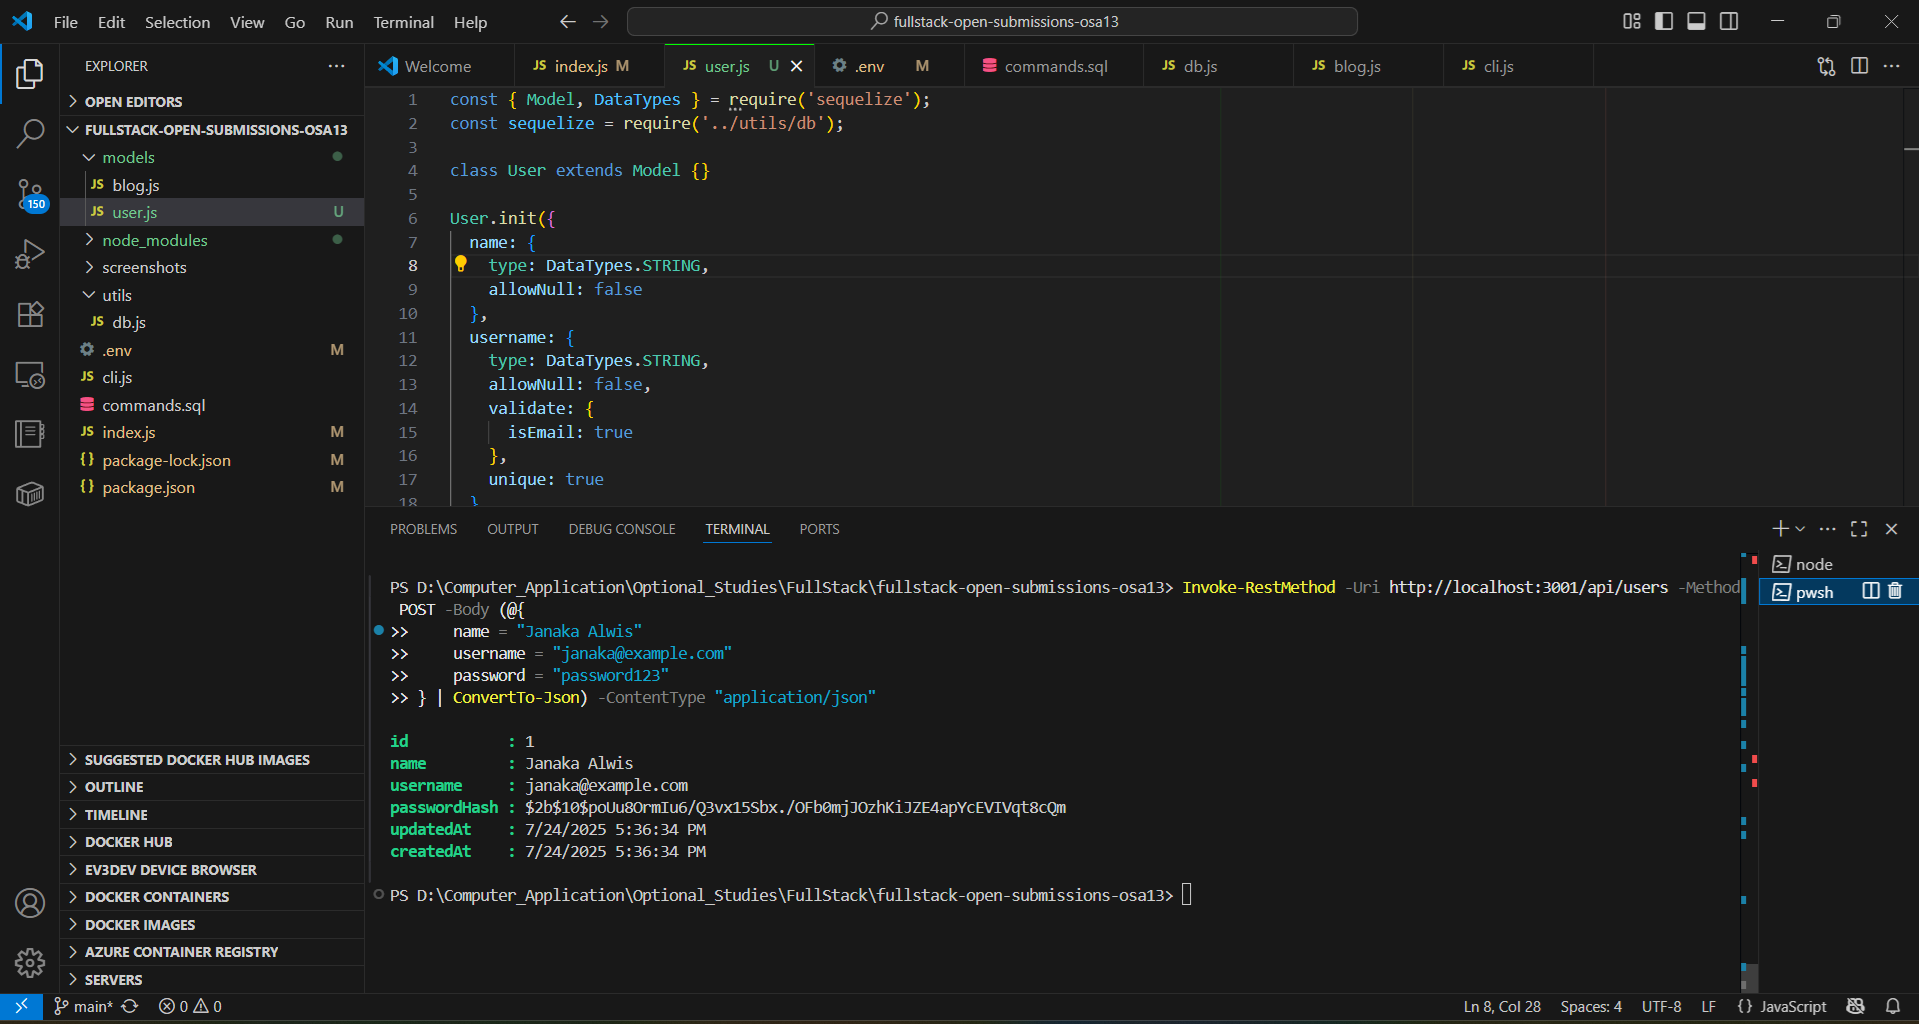 File Edit Selection View Go Run Terminal Help
fullstack-open-submissions-osa13
EXPLORER
OPEN EDITORS
FULLSTACK-OPEN-SUBMISSIONS-OSA13
models
JS blog.js
JS user.js U
node_modules
screenshots
utils
JS db.js
.env M
JS cli.js
commands.sql
JS index.js M
{} package-lock.json M
{} package.json M
150
SUGGESTED DOCKER HUB IMAGES
OUTLINE
TIMELINE
DOCKER HUB
EV3DEV DEVICE BROWSER
DOCKER CONTAINERS
DOCKER IMAGES
AZURE CONTAINER REGISTRY
SERVERS
Welcome JS index.js M JS user.js U .env M commands.sql JS db.js JS blog.js JS cli.js
1 const { Model, DataTypes } = require('sequelize');
2 const sequelize = require('../utils/db');
3
4 class User extends Model {}
5
6 User.init({
7 name: {
8 type: DataTypes.STRING,
9 allowNull: false
10 },
11 username: {
12 type: DataTypes.STRING,
13 allowNull: false,
14 validate: {
15 isEmail: true
16 },
17 unique: true
18 }
PROBLEMS OUTPUT DEBUG CONSOLE TERMINAL PORTS
node
pwsh
PS D:\Computer_Application\Optional_Studies\FullStack\fullstack-open-submissions-osa13> Invoke-RestMethod -Uri http://localhost:3001/api/users -Method
POST -Body (@{
>> name = "Janaka Alwis"
>> username = "janaka@example.com"
>> password = "password123"
>> } | ConvertTo-Json) -ContentType "application/json"
id : 1
name : Janaka Alwis
username : janaka@example.com
passwordHash : $2b$10$poUu8OrmIu6/Q3vx15Sbx./OFb0mjJOzhKiJZE4apYcEVIVqt8cQm
updatedAt : 7/24/2025 5:36:34 PM
createdAt : 7/24/2025 5:36:34 PM
PS D:\Computer_Application\Optional_Studies\FullStack\fullstack-open-submissions-osa13>
main* 0 0 Ln 8, Col 28 Spaces: 4 UTF-8 LF {} JavaScript